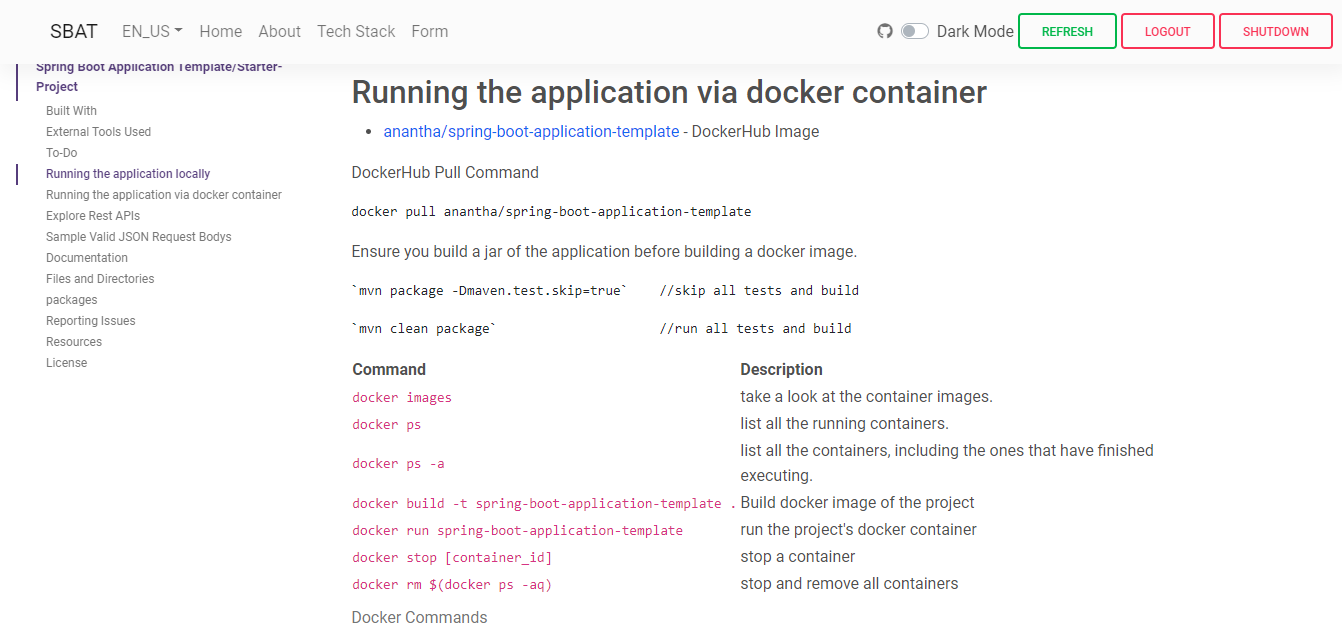 SBAT EN_US Home About Tech Stack Form Dark Mode REFRESH LOGOUT SHUTDOWN
Spring Boot Application Template/Starter-
Project
Built With
External Tools Used
To-Do
Running the application locally
Running the application via docker container
Explore Rest APIs
Sample Valid JSON Request Bodys
Documentation
Files and Directories
packages
Reporting Issues
Resources
License
Running the application via docker container
• anantha/spring-boot-application-template - DockerHub Image
DockerHub Pull Command
docker pull anantha/spring-boot-application-template
Ensure you build a jar of the application before building a docker image.
`mvn package -Dmaven.test.skip=true` //skip all tests and build
`mvn clean package` //run all tests and build
Command Description
docker images take a look at the container images.
docker ps list all the running containers.
docker ps -a list all the containers, including the ones that have finished
executing.
docker build -t spring-boot-application-template . Build docker image of the project
docker run spring-boot-application-template run the project's docker container
docker stop [container_id] stop a container
docker rm $(docker ps -aq) stop and remove all containers
Docker Commands